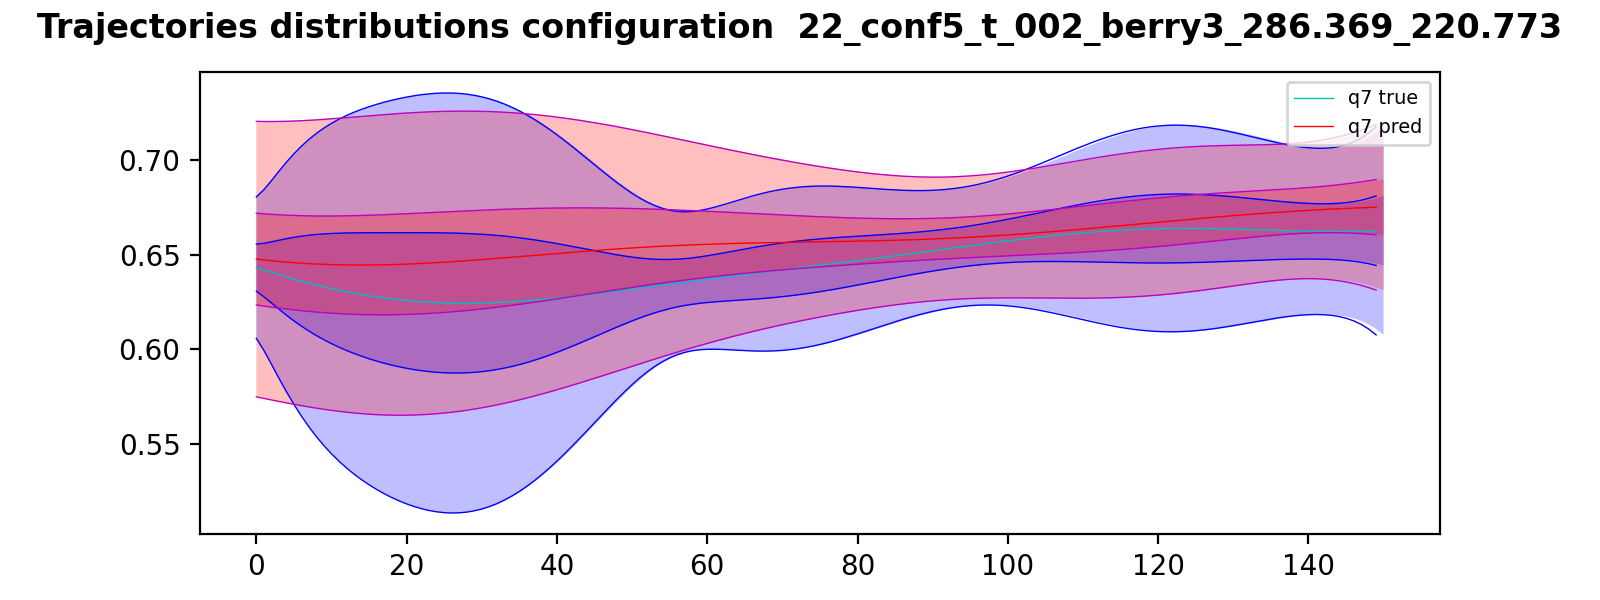 Trajectories distributions configuration  22_conf5_t_002_berry3_286.369_220.773
q7 true
q7 pred
0.70
0.65
0.60
0.55
0 20 40 60 80 100 120 140